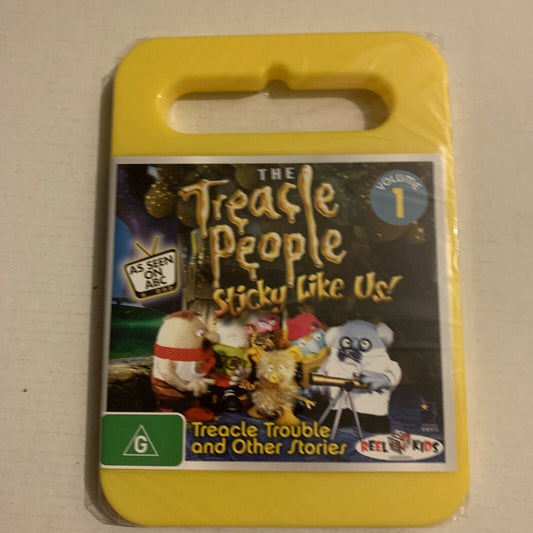 THE
Treacle
People
Sticky Like Us!
VOLUME
1
AS SEEN
ON
ABC
G
Treacle Trouble
and Other Stories
REEL KIDS